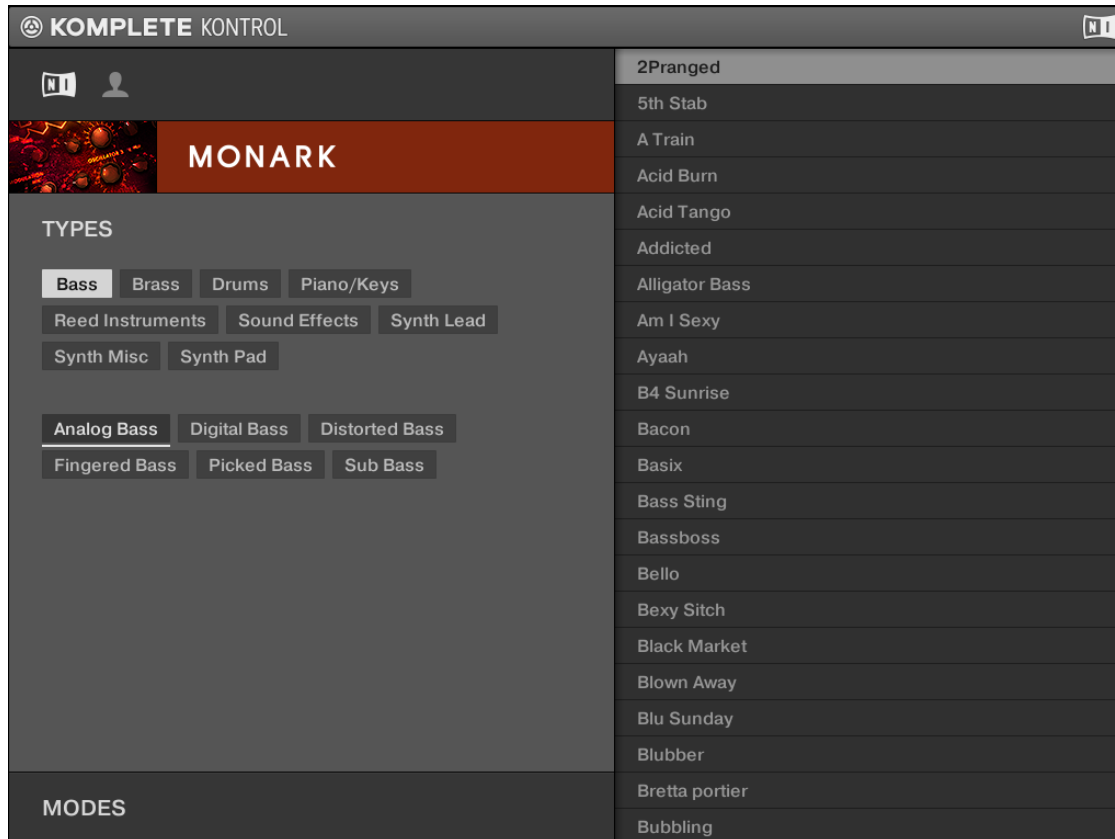 KOMPLETE KONTROL
NI
NI
MONARK
TYPES
Bass Brass Drums Piano/Keys
Reed Instruments Sound Effects Synth Lead
Synth Misc Synth Pad
Analog Bass Digital Bass Distorted Bass
Fingered Bass Picked Bass Sub Bass
MODES
2Pranged
5th Stab
A Train
Acid Burn
Acid Tango
Addicted
Alligator Bass
Am I Sexy
Ayaah
B4 Sunrise
Bacon
Basix
Bass Sting
Bassboss
Bello
Bexy Sitch
Black Market
Blown Away
Blu Sunday
Blubber
Bretta portier
Bubbling